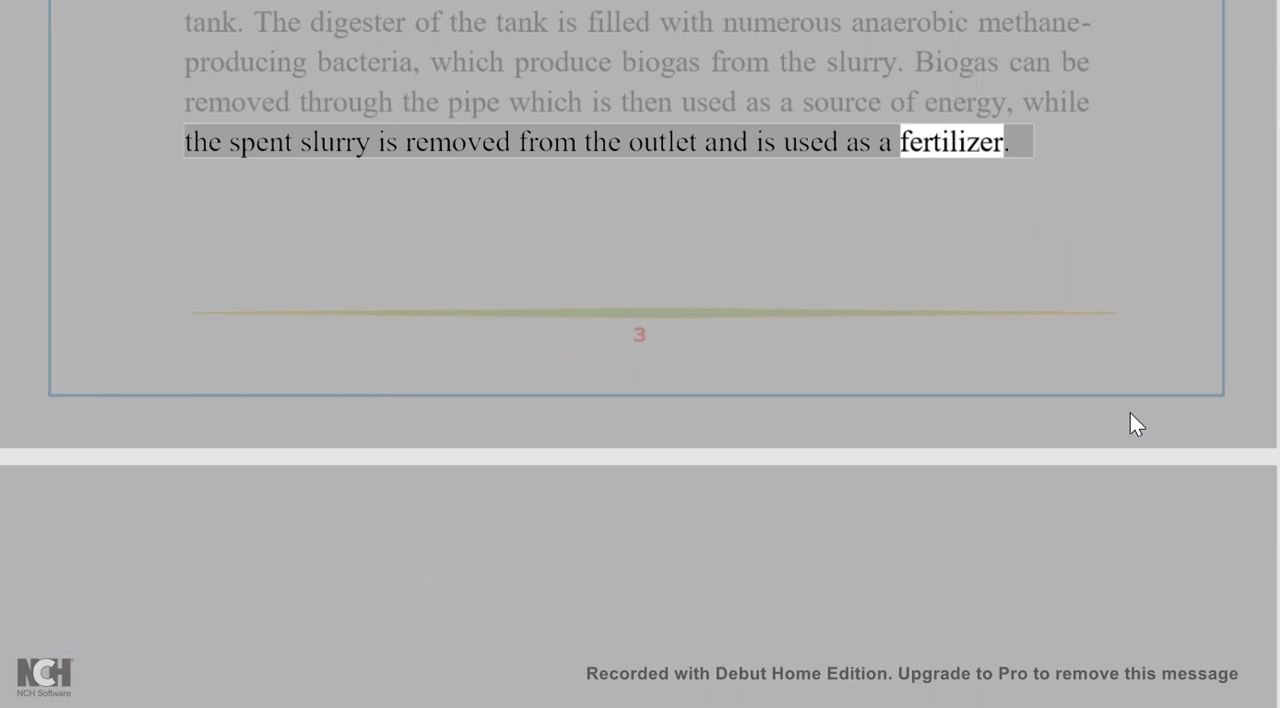 tank. The digester of the tank is filled with numerous anaerobic methane-
producing bacteria, which produce biogas from the slurry. Biogas can be
removed through the pipe which is then used as a source of energy, while
the spent slurry is removed from the outlet and is used as a fertilizer.
3
NCH
NCH Software
Recorded with Debut Home Edition. Upgrade to Pro to remove this message